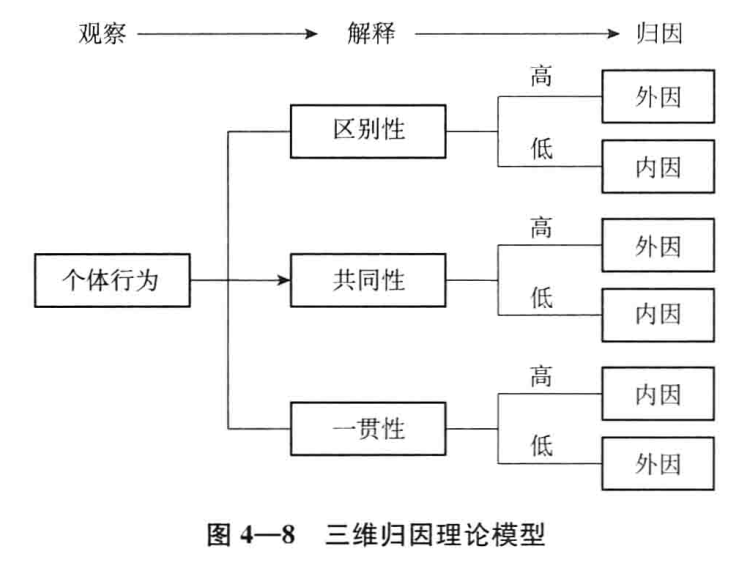 观察 解释 归因
高
外因
区别性
低
内因
高
外因
个体行为
共同性
低
内因
高
内因
一贯性
低
外因
图 4—8 三维归因理论模型